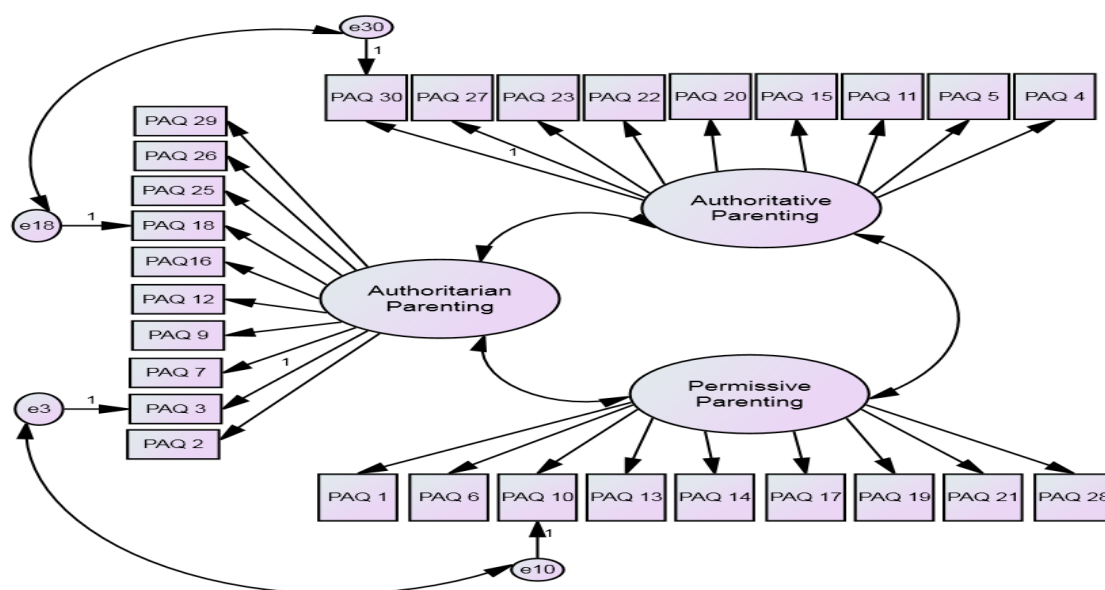 e30
1
PAQ 30 PAQ 27 PAQ 23 PAQ 22 PAQ 20 PAQ 15 PAQ 11 PAQ 5 PAQ 4
1
Authoritative
Parenting
PAQ 29
PAQ 26
PAQ 25
e18 1 PAQ 18
PAQ16
PAQ 12
PAQ 9
PAQ 7
1
e3 1 PAQ 3
PAQ 2
Authoritarian
Parenting
Permissive
Parenting
PAQ 1 PAQ 6 PAQ 10 PAQ 13 PAQ 14 PAQ 17 PAQ 19 PAQ 21 PAQ 28
1
e10